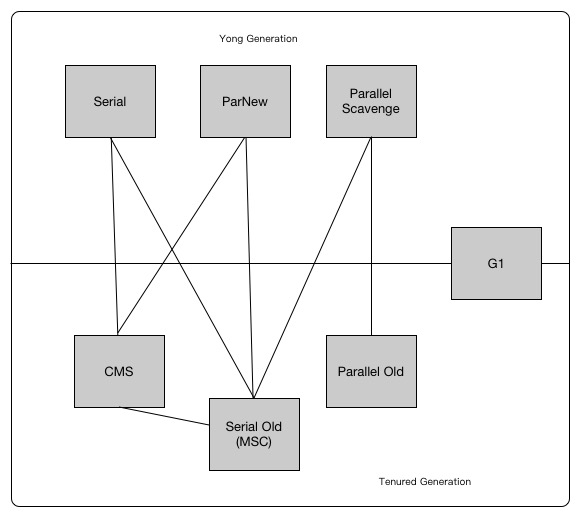 Yong Generation
Serial
ParNew
Parallel
Scavenge
G1
CMS
Parallel Old
Serial Old
(MSC)
Tenured Generation